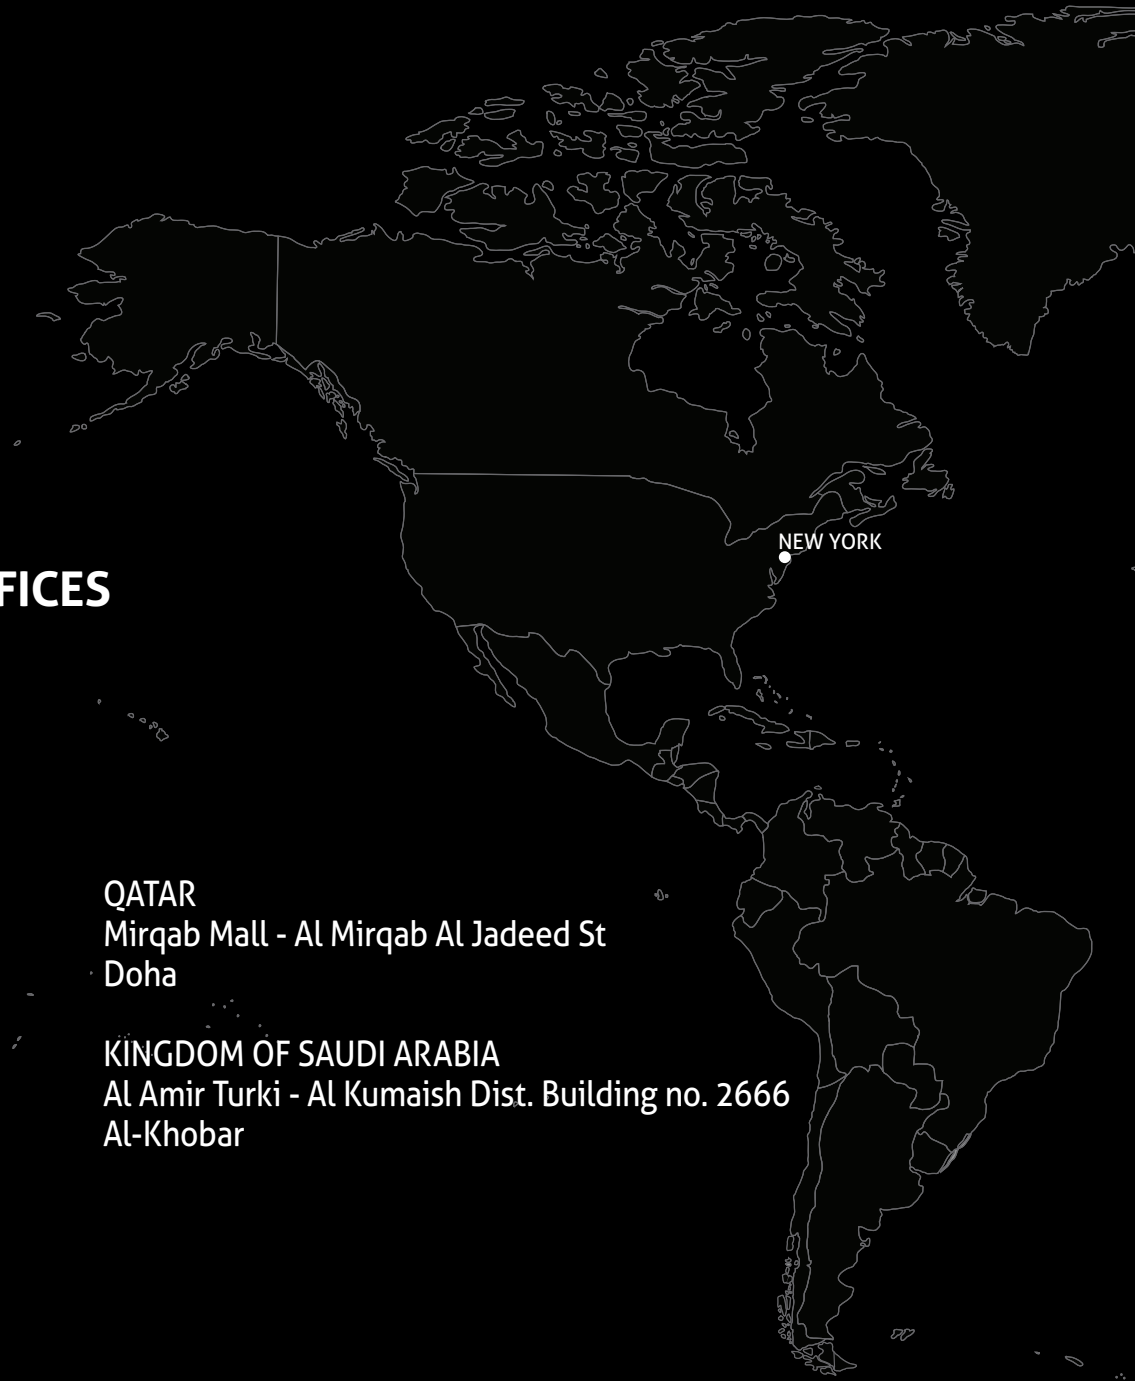 FICES
NEW YORK
QATAR
Mirqab Mall - Al Mirqab Al Jadeed St
Doha
KINGDOM OF SAUDI ARABIA
Al Amir Turki - Al Kumaish Dist. Building no. 2666
Al-Khobar